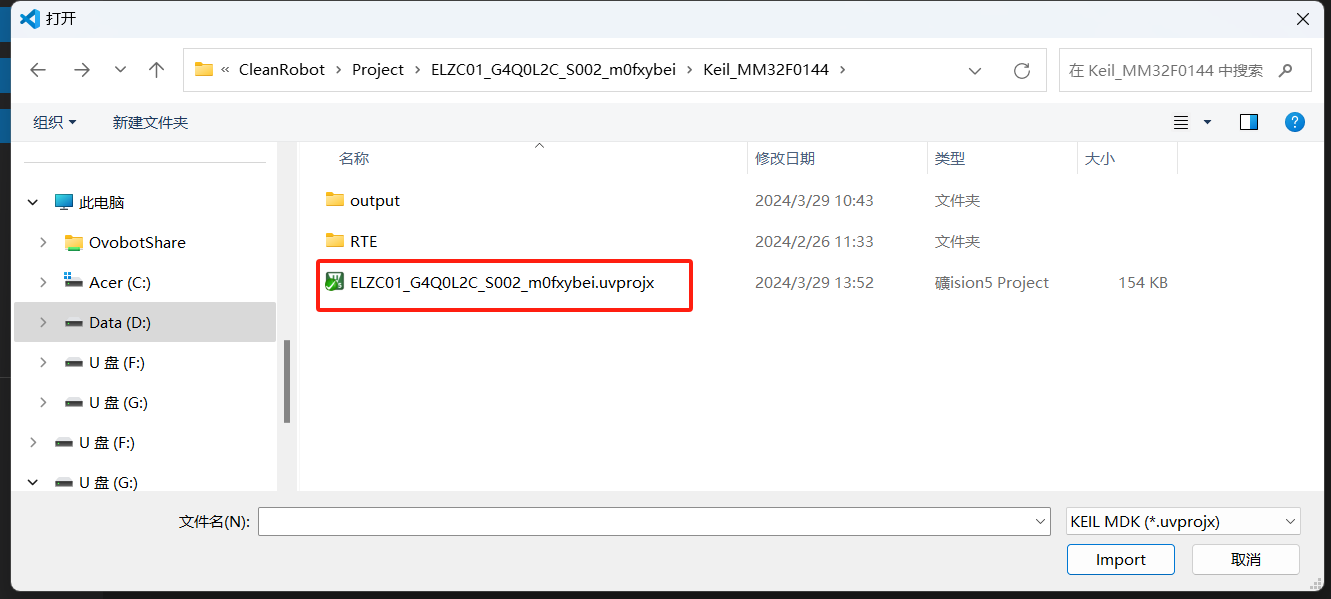 打开
« CleanRobot › Project › ELZC01_G4Q0L2C_S002_m0fxybei › Keil_MM32F0144 ›
在 Keil_MM32F0144 中搜索
组织 新建文件夹
名称 修改日期 类型 大小
此电脑
OvobotShare
Acer (C:)
Data (D:)
U 盘 (F:)
U 盘 (G:)
U 盘 (F:)
U 盘 (G:)
output 2024/3/29 10:43 文件夹
RTE 2024/2/26 11:33 文件夹
ELZC01_G4Q0L2C_S002_m0fxybei.uvprojx 2024/3/29 13:52 礦ision5 Project 154 KB
文件名(N):
KEIL MDK (*.uvprojx)
Import 取消